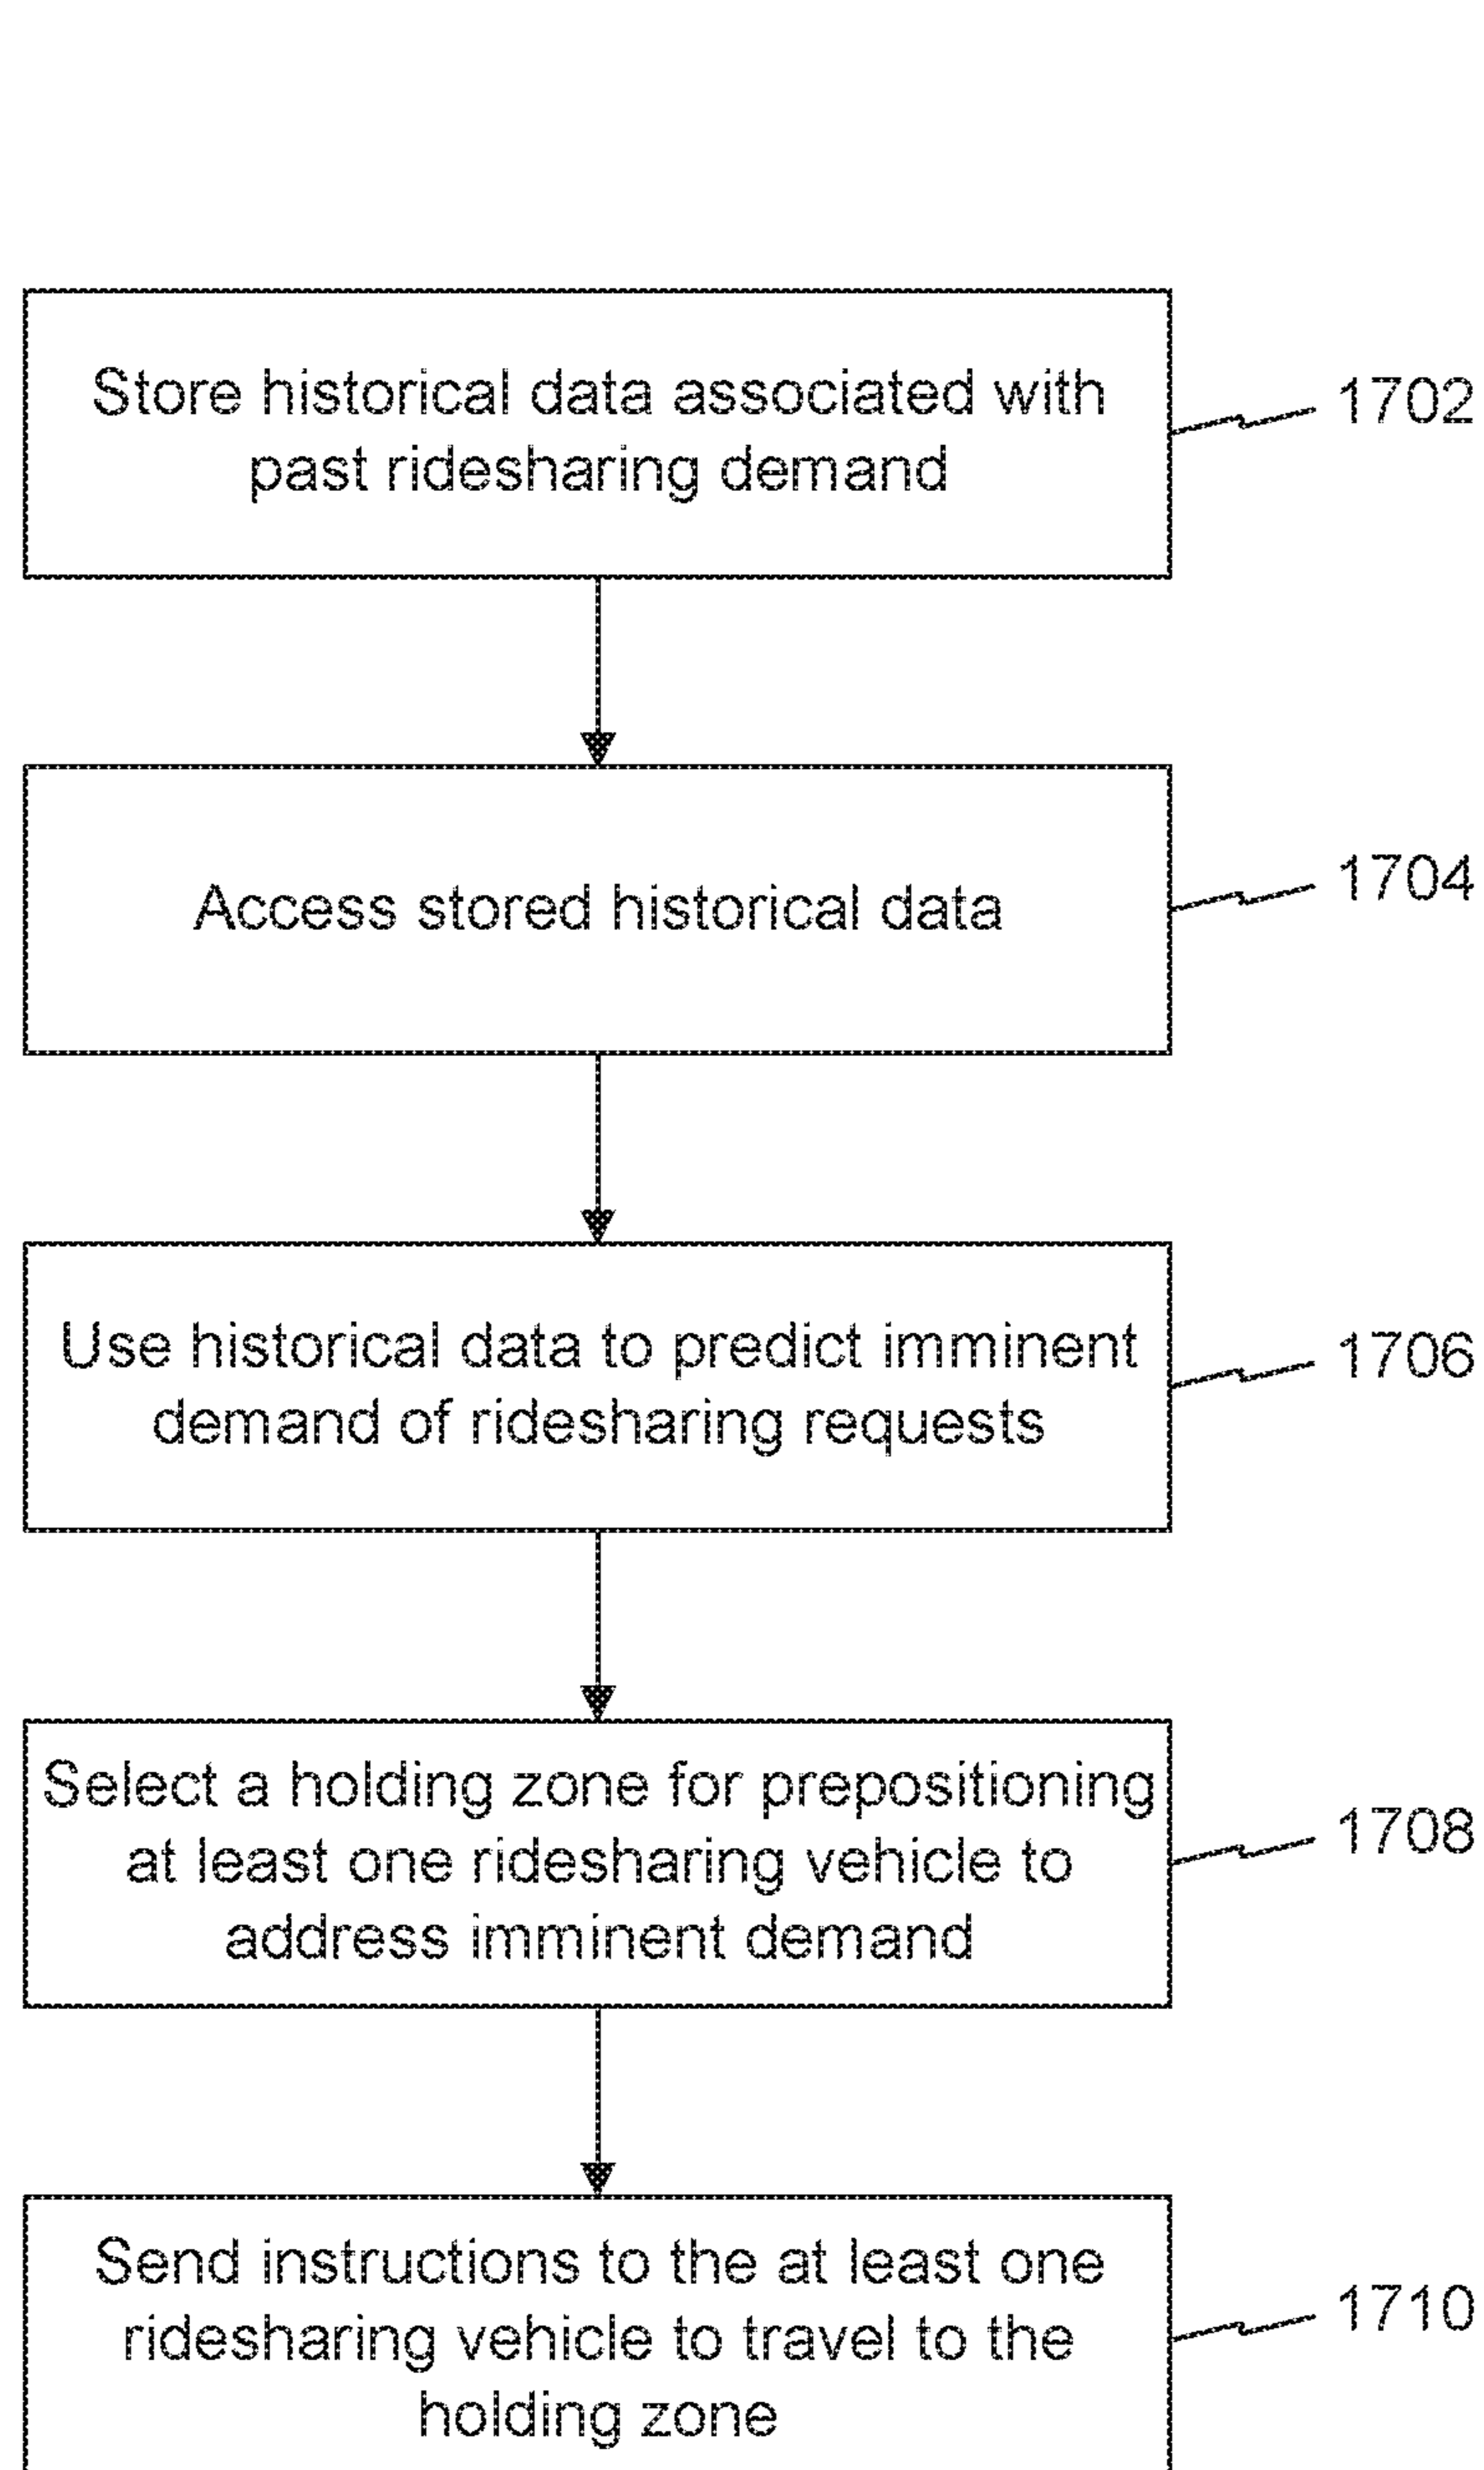 Store historical data associated with
past ridesharing demand
1702
Access stored historical data
1704
Use historical data to predict imminent
demand of ridesharing requests
1706
Select a holding zone for prepositioning
at least one ridesharing vehicle to
address imminent demand
1708
Send instructions to the at least one
ridesharing vehicle to travel to the
holding zone
1710